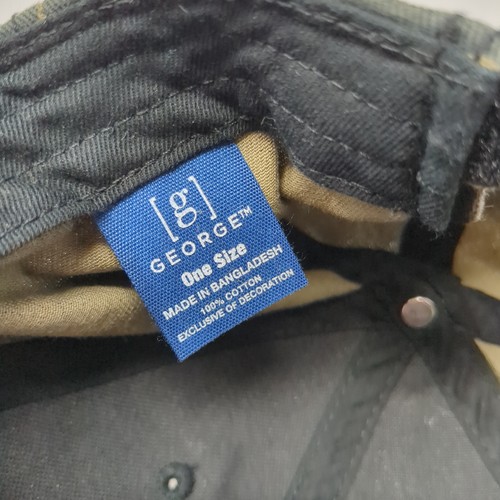 [g]
GEORGE™
One Size
MADE IN BANGLADESH
100% COTTON
EXCLUSIVE OF DECORATION